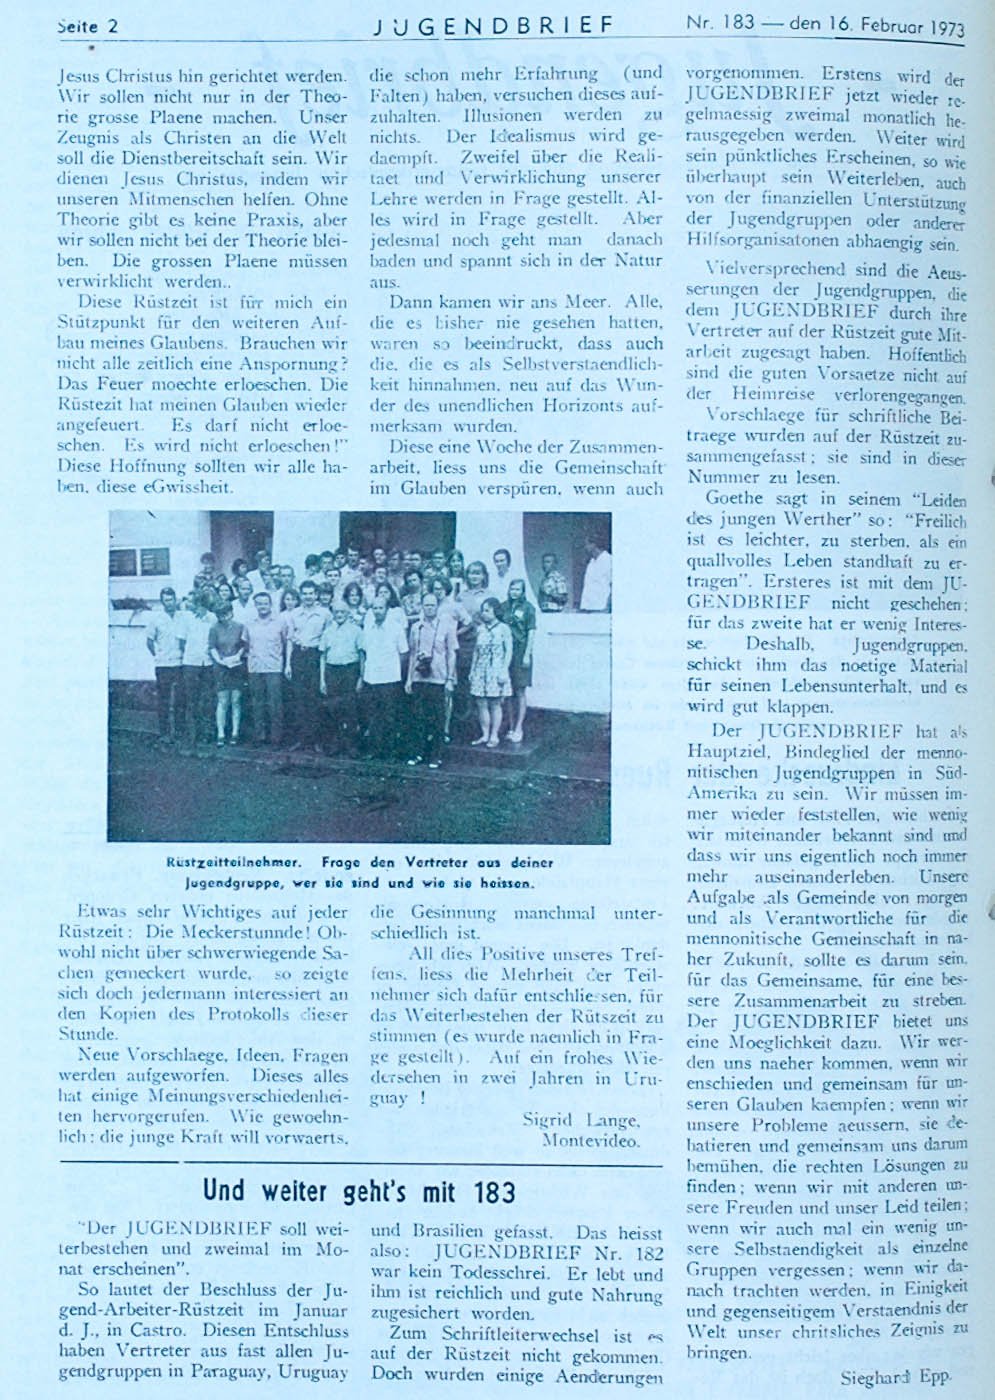 Seite 2
JUGENDBRIEF
Nr. 183 — den 16. Februar 1973
Jesus Christus hin gerichtet werden.
Wir sollen nicht nur in der Theo-
rie grosse Plaene machen. Unser
Zeugnis als Christen an die Welt
soll die Dienstbereitschaft sein. Wir
dienen Jesus Christus, indem wir
unseren Mitmenschen helfen. Ohne
Theorie gibt es keine Praxis, aber
wir sollen nicht bei der Theorie blei-
ben. Die grossen Plaene müssen
verwirklicht werden..
Diese Rüstzeit ist für mich ein
Stützpunkt für den weiteren Auf-
bau meines Glaubens. Brauchen wir
nicht alle zeitlich eine Anspornung?
Das Feuer moechte erloeschen. Die
Rüstezit hat meinen Glauben wieder
angefeuert. Es darf nicht erloe-
schen. Es wird nicht erloeschen!"
Diese Hoffnung sollten wir alle ha-
ben, diese eGwissheit.
die schon mehr Erfahrung (und
Falten) haben, versuchen dieses auf-
zuhalten. Illusionen werden zu
nichts. Der Idealismus wird ge-
daempft. Zweifel über die Reali-
taet und Verwirklichung unserer
Lehre werden in Frage gestellt. Al-
les wird in Frage gestellt. Aber
jedesmal noch geht man danach
baden und spannt sich in der Natur
aus.
Dann kamen wir ans Meer. Alle,
die es bisher nie gesehen hatten,
waren so beeindruckt, dass auch
die, die es als Selbstverstaendlich-
keit hinnahmen, neu auf das Wun-
der des unendlichen Horizonts auf-
merksam wurden.
Diese eine Woche der Zusammen-
arbeit, liess uns die Gemeinschaft
im Glauben verspüren, wenn auch
Rüstzeitteilnehmer. Frage den Vertreter aus deiner
Jugendgruppe, wer sie sind und wie sie heissen.
Etwas sehr Wichtiges auf jeder
Rüstzeit: Die Meckerstunnde! Ob-
wohl nicht über schwerwiegende Sa-
chen gemeckert wurde, so zeigte
sich doch jedermann interessiert an
den Kopien des Protokolls dieser
Stunde.
Neue Vorschlaege, Ideen, Fragen
werden aufgeworfen. Dieses alles
hat einige Meinungsverschiedenhei-
ten hervorgerufen. Wie gewoehn-
lich: die junge Kraft will vorwaerts,
die Gesinnung manchmal unter-
schiedlich ist.
All dies Positive unseres Tref-
fens, liess die Mehrheit der Teil-
nehmer sich dafür entschliessen, für
das Weiterbestehen der Rütszeit zu
stimmen (es wurde naemlich in Fra-
ge gestellt). Auf ein frohes Wie-
dersehen in zwei Jahren in Uru-
guay !
Sigrid Lange,
Montevideo.
Und weiter geht's mit 183
"Der JUGENDBRIEF soll wei-
terbestehen und zweimal im Mo-
nat erscheinen".
So lautet der Beschluss der Ju-
gend-Arbeiter-Rüstzeit im Januar
d. J., in Castro. Diesen Entschluss
haben Vertreter aus fast allen Ju-
gendgruppen in Paraguay, Uruguay
und Brasilien gefasst. Das heisst
also: JUGENDBRIEF Nr. 182
war kein Todesschrei. Er lebt und
ihm ist reichlich und gute Nahrung
zugesichert worden.
Zum Schriftleiterwechsel ist es
auf der Rüstzeit nicht gekommen.
Doch wurden einige Aenderungen
vorgenommen. Erstens wird der
JUGENDBRIEF jetzt wieder re-
gelmaessig zweimal monatlich he-
rausgegeben werden. Weiter wird
sein pünktliches Erscheinen, so wie
überhaupt sein Weiterleben, auch
von der finanziellen Unterstützung
der Jugendgruppen oder anderer
Hilfsorganisatonen abhaengig sein.
Vielversprechend sind die Aeus-
serungen der Jugendgruppen, die
dem JUGENDBRIEF durch ihre
Vertreter auf der Rüstzeit gute Mit-
arbeit zugesagt haben. Hoffentlich
sind die guten Vorsaetze nicht auf
der Heimreise verlorengegangen.
Vorschlaege für schriftliche Bei-
traege wurden auf der Rüstzeit zu-
sammengefasst; sie sind in dieser
Nummer zu lesen.
Goethe sagt in seinem "Leiden
des jungen Werther" so: "Freilich
ist es leichter, zu sterben, als ein
quallvolles Leben standhaft zu er-
tragen". Ersteres ist mit dem JU-
GENDBRIEF nicht geschehen;
für das zweite hat er wenig Interes-
se. Deshalb, Jugendgruppen,
schickt ihm das noetige Material
für seinen Lebensunterhalt, und es
wird gut klappen.
Der JUGENDBRIEF hat als
Hauptziel, Bindeglied der menno-
nitischen Jugendgruppen in Süd-
Amerika zu sein. Wir müssen im-
mer wieder feststellen, wie wenig
wir miteinander bekannt sind und
dass wir uns eigentlich noch immer
mehr auseinanderleben. Unsere
Aufgabe ,als Gemeinde von morgen
und als Verantwortliche für die
mennonitische Gemeinschaft in na-
her Zukunft, sollte es darum sein,
für das Gemeinsame, für eine bes-
sere Zusammenarbeit zu streben.
Der JUGENDBRIEF bietet uns
eine Moeglichkeit dazu. Wir wer-
den uns naeher kommen, wenn wir
enschieden und gemeinsam für un-
seren Glauben kaempfen; wenn wir
unsere Probleme aeussern, sie de-
batieren und gemeinsam uns darum
bemühen, die rechten Lösungen zu
finden; wenn wir mit anderen un-
sere Freuden und unser Leid teilen;
wenn wir auch mal ein wenig un-
sere Selbstaendigkeit als einzelne
Gruppen vergessen; wenn wir da-
nach trachten werden, in Einigkeit
und gegenseitigem Verstaendnis der
Welt unser chritsliches Zeignis zu
bringen.
Sieghard Epp.